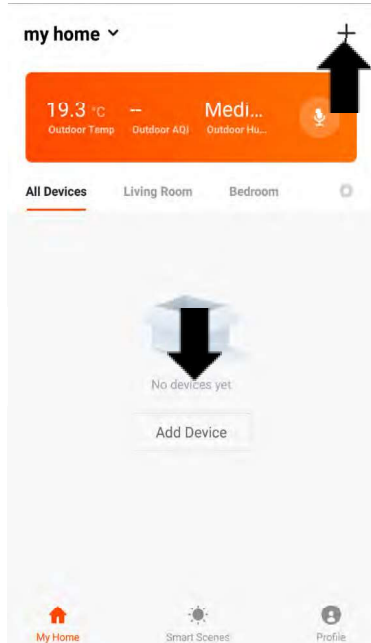 my home
19.3 °C -- Medi...
Outdoor Temp Outdoor AQI Outdoor Hu...
All Devices Living Room Bedroom
No devices yet
Add Device
My Home Smart Scenes Profile